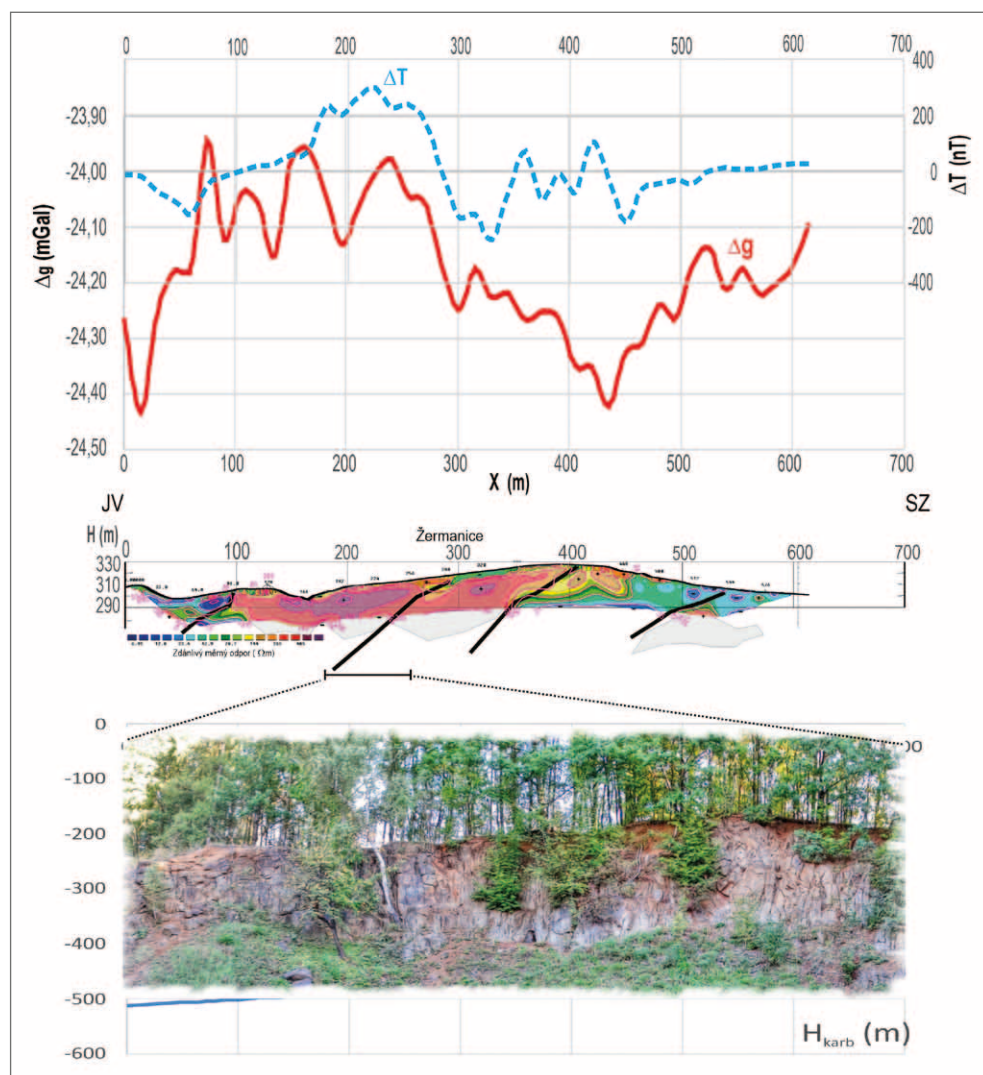 0 100 200 300 400 500 600 700
400
ΔT
-23,90 200
-24,00 0
ΔT (nT)
Δg (mGal)
-24,10 -200
Δg
-24,20 -400
-24,30
-24,40
-24,50
0 100 200 300 400 500 600 700
X (m)
JV SZ
H (m) Žermanice
0 100 200 300 400 500 600 700
330
310
290
Zdánlivý měrný odpor ( Ωm)
0
00
-100
-200
-300
-400
-500
-600
H karb (m)